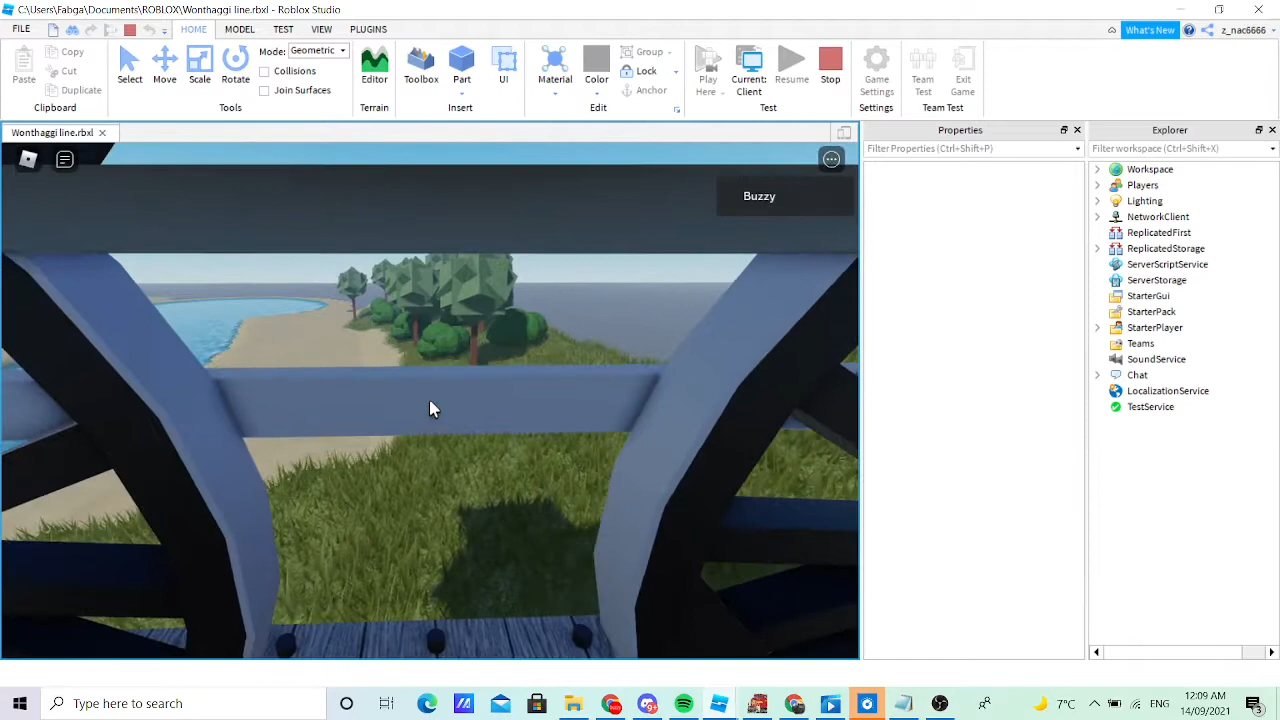 C:\Users\Fabga\Documents\ROBLOX\Wonthaggi line.rbxl - Roblox Studio
FILE HOME MODEL TEST VIEW PLUGINS What's New z_nac6666
Paste Copy Cut Duplicate Clipboard
Select Move Scale Rotate Mode: Geometric Collisions Join Surfaces Tools
Editor Terrain
Toolbox Part UI Insert
Material Color Group Lock Anchor Edit
Play Here Current: Client Resume Stop Test
Game Settings Settings
Team Test Exit Game Team Test
Wonthaggi line.rbxl
Buzzy
Properties
Filter Properties (Ctrl+Shift+P)
Explorer
Filter workspace (Ctrl+Shift+X)
Workspace
Players
Lighting
NetworkClient
ReplicatedFirst
ReplicatedStorage
ServerScriptService
ServerStorage
StarterGui
StarterPack
StarterPlayer
Teams
SoundService
Chat
LocalizationService
TestService
Type here to search
7°C ENG 12:09 AM
14/09/2021
3